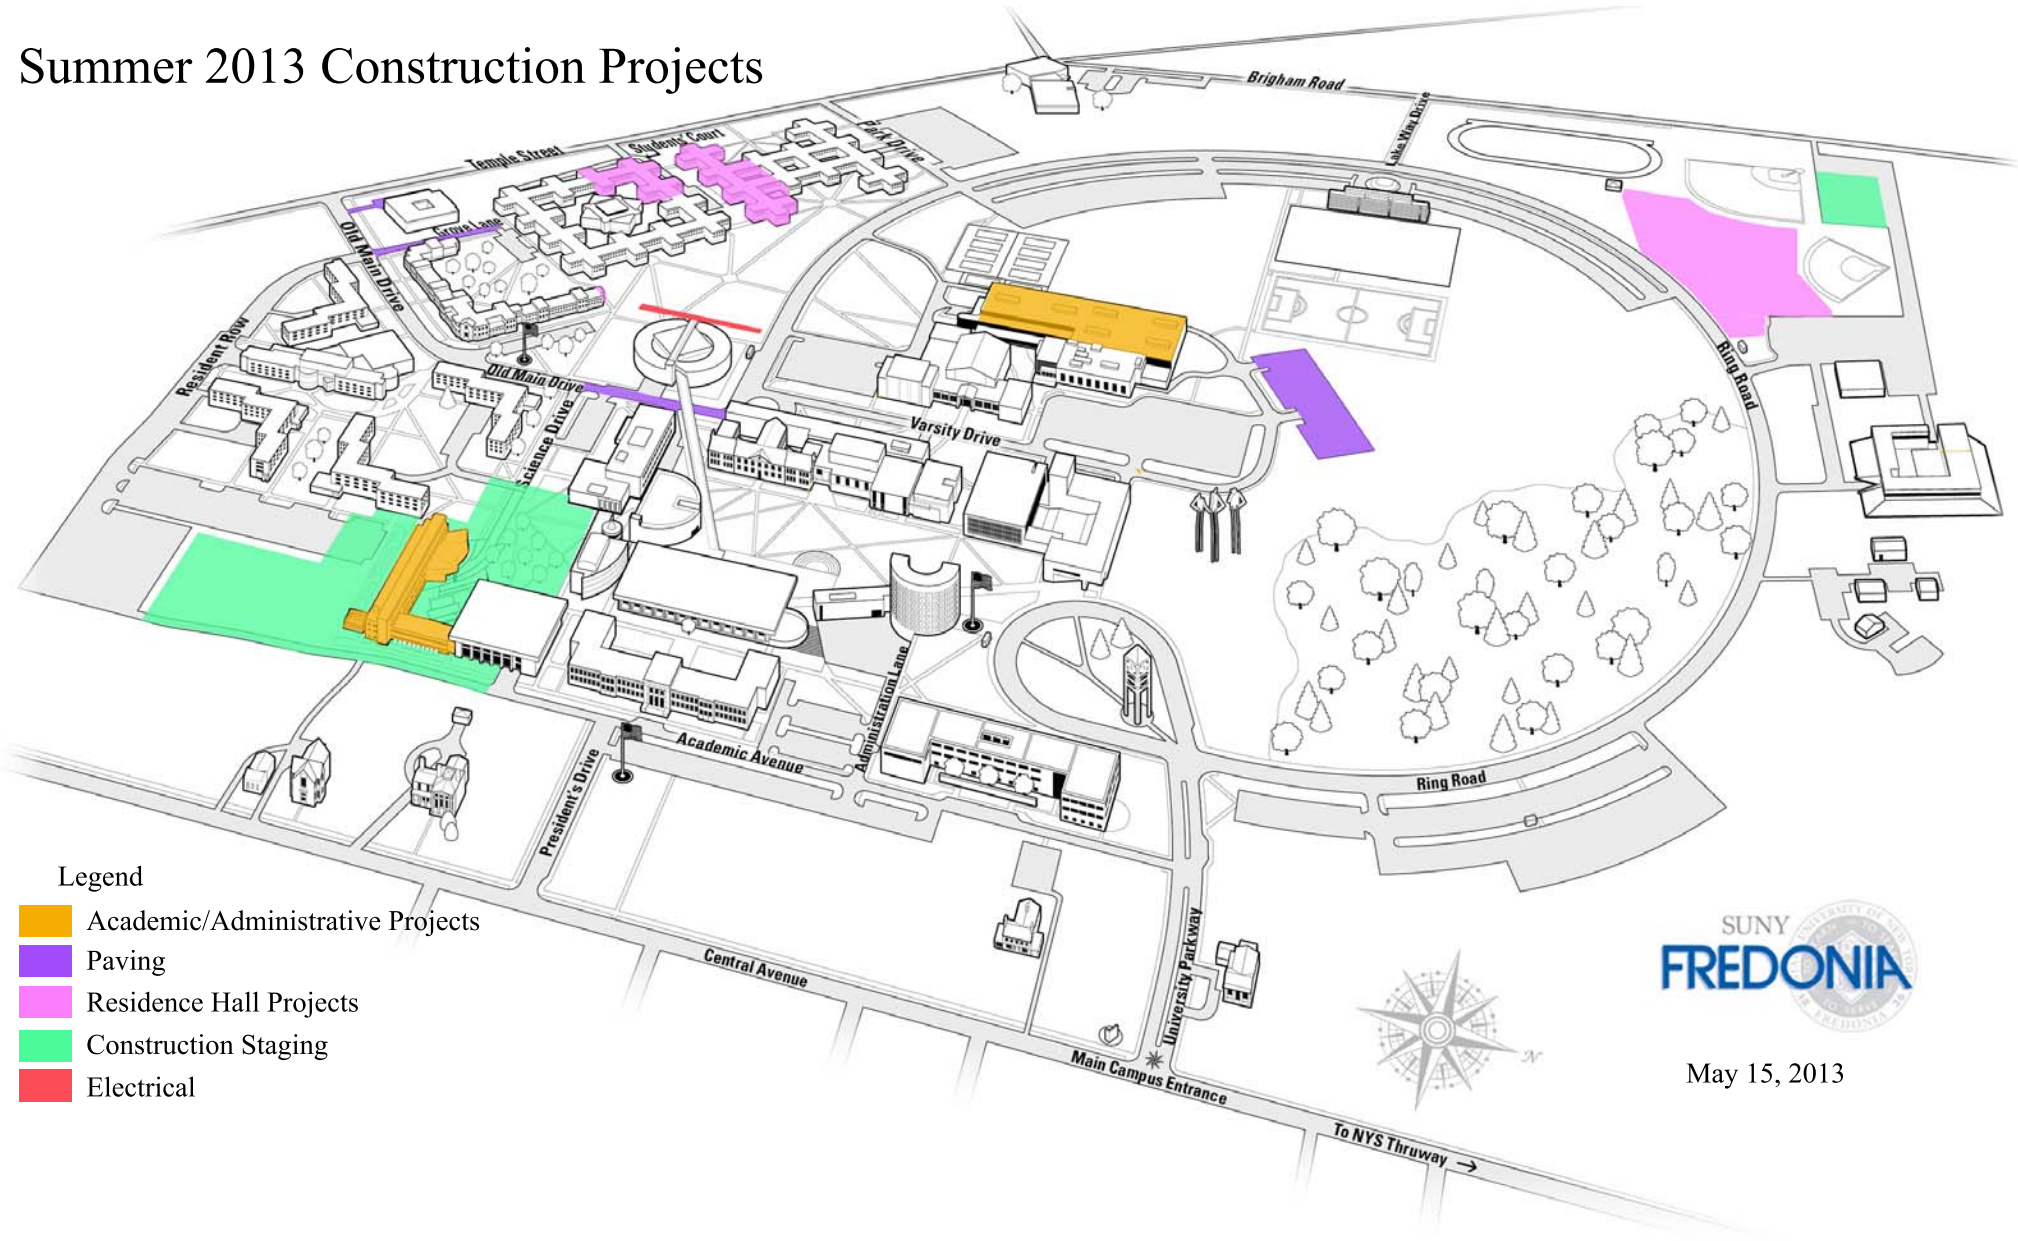 Summer 2013 Construction Projects
Brigham Road
Lake Way Drive
Temple Street
Students' Court
Park Drive
Grove Lane
Old Main Drive
Resident Row
Old Main Drive
Science Drive
Varsity Drive
Ring Road
Administration Lane
Academic Avenue
President's Drive
Ring Road
Legend
Academic/Administrative Projects
Paving
Residence Hall Projects
Construction Staging
Electrical
Central Avenue
University Parkway
Main Campus Entrance
To NYS Thruway →
N
SUNY
FREDONIA
May 15, 2013